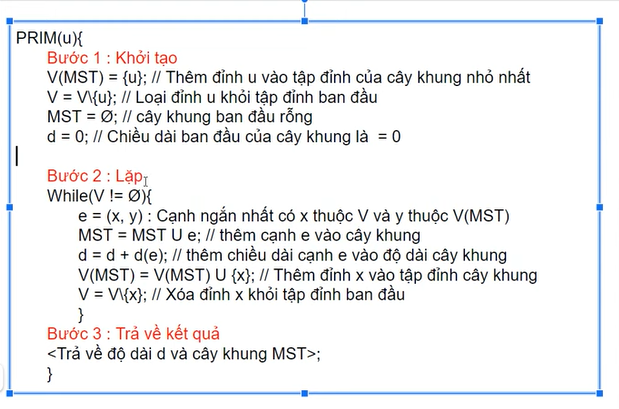 PRIM(u){
Bước 1 : Khởi tạo
V(MST) = {u}; // Thêm đỉnh u vào tập đỉnh của cây khung nhỏ nhất
V = V\{u}; // Loại đỉnh u khỏi tập đỉnh ban đầu
MST = Ø; // cây khung ban đầu rỗng
d = 0; // Chiều dài ban đầu của cây khung là  = 0
Bước 2 : Lặp
While(V != Ø){
e = (x, y) : Cạnh ngắn nhất có x thuộc V và y thuộc V(MST)
MST = MST U e; // thêm cạnh e vào cây khung
d = d + d(e); // thêm chiều dài cạnh e vào độ dài cây khung
V(MST) = V(MST) U {x}; // Thêm đỉnh x vào tập đỉnh cây khung
V = V\{x}; // Xóa đỉnh x khỏi tập đỉnh ban đầu
}
Bước 3 : Trả về kết quả
<Trả về độ dài d và cây khung MST>;
}